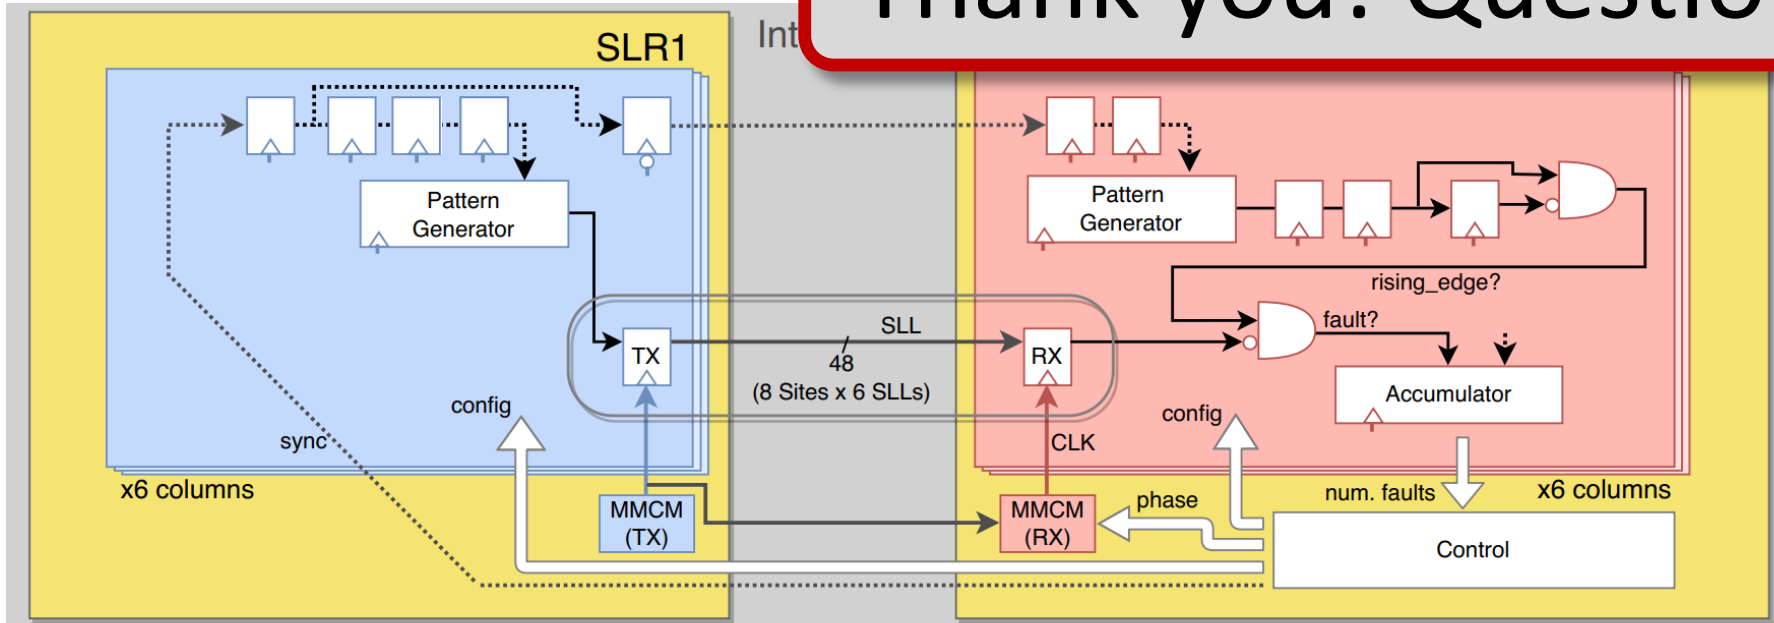 Thank you! Questio
SLR1
Int
Pattern
Generator
Pattern
Generator
rising_edge?
SLL
fault?
TX
48
RX
(8 Sites x 6 SLLs)
Accumulator
config
config
sync
CLK
x6 columns
phase
num. faults
x6 columns
MMCM
(TX)
MMCM
(RX)
Control